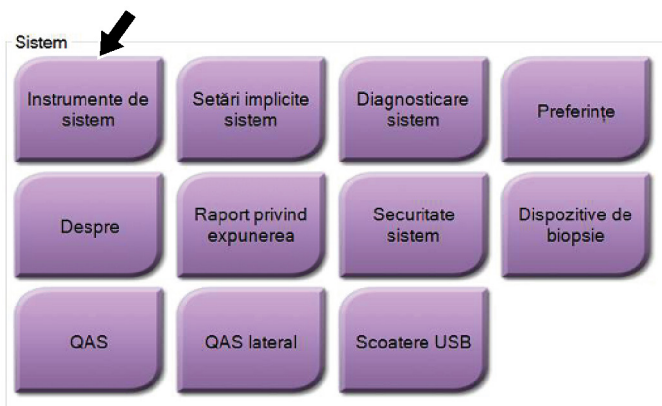 Sistem
Instrumente de
sistem
Setări implicite
sistem
Diagnosticare
sistem
Preferințe
Despre
Raport privind
expunerea
Securitate
sistem
Dispozitive de
biopsie
QAS
QAS lateral
Scoatere USB